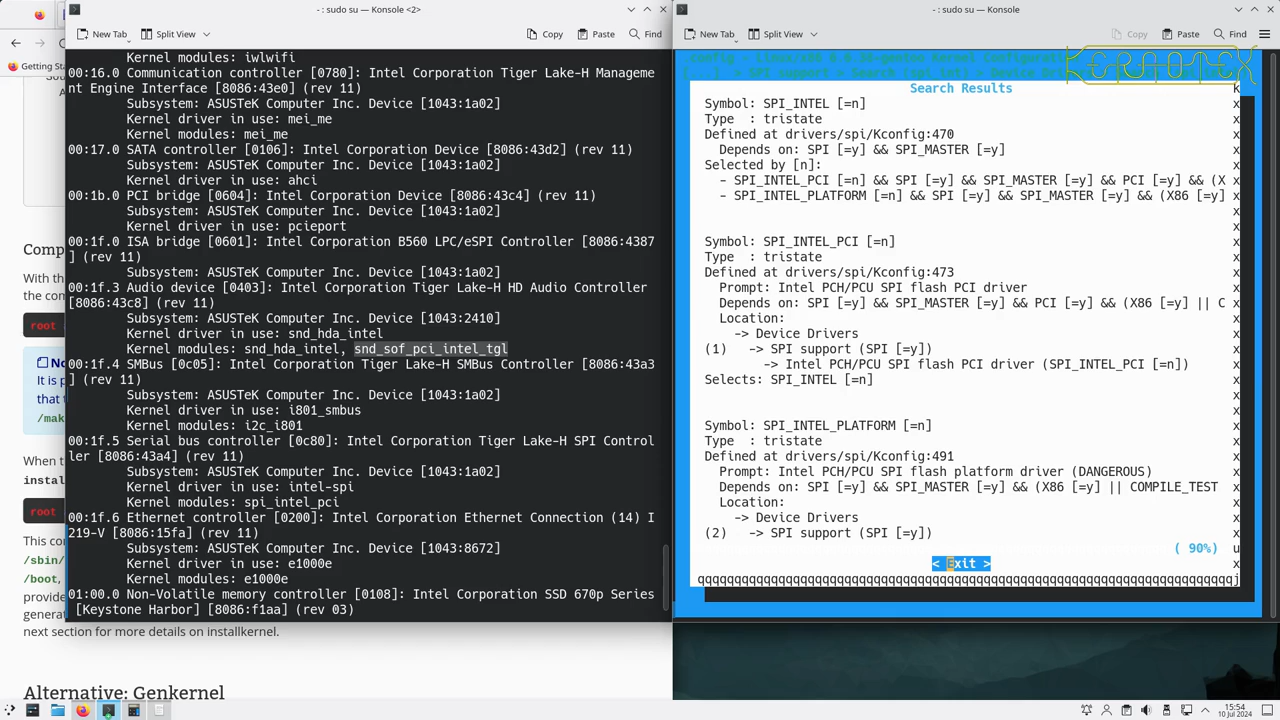 - : sudo su — Konsole <2>
New Tab
Split View
Copy
Paste
Find
Kernel modules: iwlwifi
00:16.0 Communication controller [0780]: Intel Corporation Tiger Lake-H Manageme
nt Engine Interface [8086:43e0] (rev 11)
Subsystem: ASUSTeK Computer Inc. Device [1043:1a02]
Kernel driver in use: mei_me
Kernel modules: mei_me
00:17.0 SATA controller [0106]: Intel Corporation Device [8086:43d2] (rev 11)
Subsystem: ASUSTeK Computer Inc. Device [1043:1a02]
Kernel driver in use: ahci
00:1b.0 PCI bridge [0604]: Intel Corporation Device [8086:43c4] (rev 11)
Subsystem: ASUSTeK Computer Inc. Device [1043:1a02]
Kernel driver in use: pcieport
00:1f.0 ISA bridge [0601]: Intel Corporation B560 LPC/eSPI Controller [8086:4387
] (rev 11)
Subsystem: ASUSTeK Computer Inc. Device [1043:1a02]
00:1f.3 Audio device [0403]: Intel Corporation Tiger Lake-H HD Audio Controller
[8086:43c8] (rev 11)
Subsystem: ASUSTeK Computer Inc. Device [1043:2410]
Kernel driver in use: snd_hda_intel
Kernel modules: snd_hda_intel, snd_sof_pci_intel_tgl
00:1f.4 SMBus [0c05]: Intel Corporation Tiger Lake-H SMBus Controller [8086:43a3
] (rev 11)
Subsystem: ASUSTeK Computer Inc. Device [1043:1a02]
Kernel driver in use: i801_smbus
Kernel modules: i2c_i801
00:1f.5 Serial bus controller [0c80]: Intel Corporation Tiger Lake-H SPI Control
ler [8086:43a4] (rev 11)
Subsystem: ASUSTeK Computer Inc. Device [1043:1a02]
Kernel driver in use: intel-spi
Kernel modules: spi_intel_pci
00:1f.6 Ethernet controller [0200]: Intel Corporation Ethernet Connection (14) I
219-V [8086:15fa] (rev 11)
Subsystem: ASUSTeK Computer Inc. Device [1043:8672]
Kernel driver in use: e1000e
Kernel modules: e1000e
01:00.0 Non-Volatile memory controller [0108]: Intel Corporation SSD 670p Series
[Keystone Harbor] [8086:f1aa] (rev 03)
- : sudo su — Konsole
New Tab
Split View
Copy
Paste
Find
KERNOTEX
Search Results
K
Symbol: SPI_INTEL [=n] x
Type : tristate x
Defined at drivers/spi/Kconfig:470 x
Depends on: SPI [=y] && SPI_MASTER [=y] x
Selected by [n]: x
- SPI_INTEL_PCI [=n] && SPI [=y] && SPI_MASTER [=y] && PCI [=y] && (X x
- SPI_INTEL_PLATFORM [=n] && SPI [=y] && SPI_MASTER [=y] && (X86 [=y] x
x
x
Symbol: SPI_INTEL_PCI [=n] x
Type : tristate x
Defined at drivers/spi/Kconfig:473 x
Prompt: Intel PCH/PCU SPI flash PCI driver x
Depends on: SPI [=y] && SPI_MASTER [=y] && PCI [=y] && (X86 [=y] || C x
Location: x
-> Device Drivers x
(1) -> SPI support (SPI [=y]) x
-> Intel PCH/PCU SPI flash PCI driver (SPI_INTEL_PCI [=n]) x
Selects: SPI_INTEL [=n] x
x
x
Symbol: SPI_INTEL_PLATFORM [=n] x
Type : tristate x
Defined at drivers/spi/Kconfig:491 x
Prompt: Intel PCH/PCU SPI flash platform driver (DANGEROUS) x
Depends on: SPI [=y] && SPI_MASTER [=y] && (X86 [=y] || COMPILE_TEST x
Location: x
-> Device Drivers x
(2) -> SPI support (SPI [=y]) x
( 90%) u
< Exit > x
qqqqqqqqqqqqqqqqqqqqqqqqqqqqqqqqqqqqqqqqqqqqqqqqqqqqqqqqqqqqqqqqqqqqqqqqqj
Getting Star
Comp
With th
the com
root
No
It is p
that t
/mak
When t
instal
root
This co
/sbin/
/boot,
provide
generat
next section for more details on installkernel.
Alternative: Genkernel
15:54
10 Jul 2024